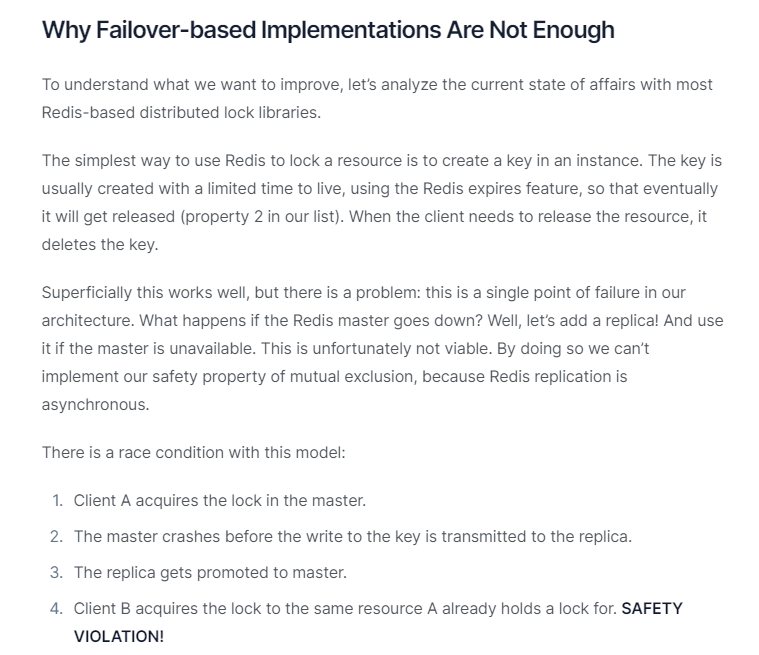 Why Failover-based Implementations Are Not Enough
To understand what we want to improve, let’s analyze the current state of affairs with most
Redis-based distributed lock libraries.
The simplest way to use Redis to lock a resource is to create a key in an instance. The key is
usually created with a limited time to live, using the Redis expires feature, so that eventually
it will get released (property 2 in our list). When the client needs to release the resource, it
deletes the key.
Superficially this works well, but there is a problem: this is a single point of failure in our
architecture. What happens if the Redis master goes down? Well, let’s add a replica! And use
it if the master is unavailable. This is unfortunately not viable. By doing so we can’t
implement our safety property of mutual exclusion, because Redis replication is
asynchronous.
There is a race condition with this model:
1. Client A acquires the lock in the master.
2. The master crashes before the write to the key is transmitted to the replica.
3. The replica gets promoted to master.
4. Client B acquires the lock to the same resource A already holds a lock for. SAFETY
VIOLATION!